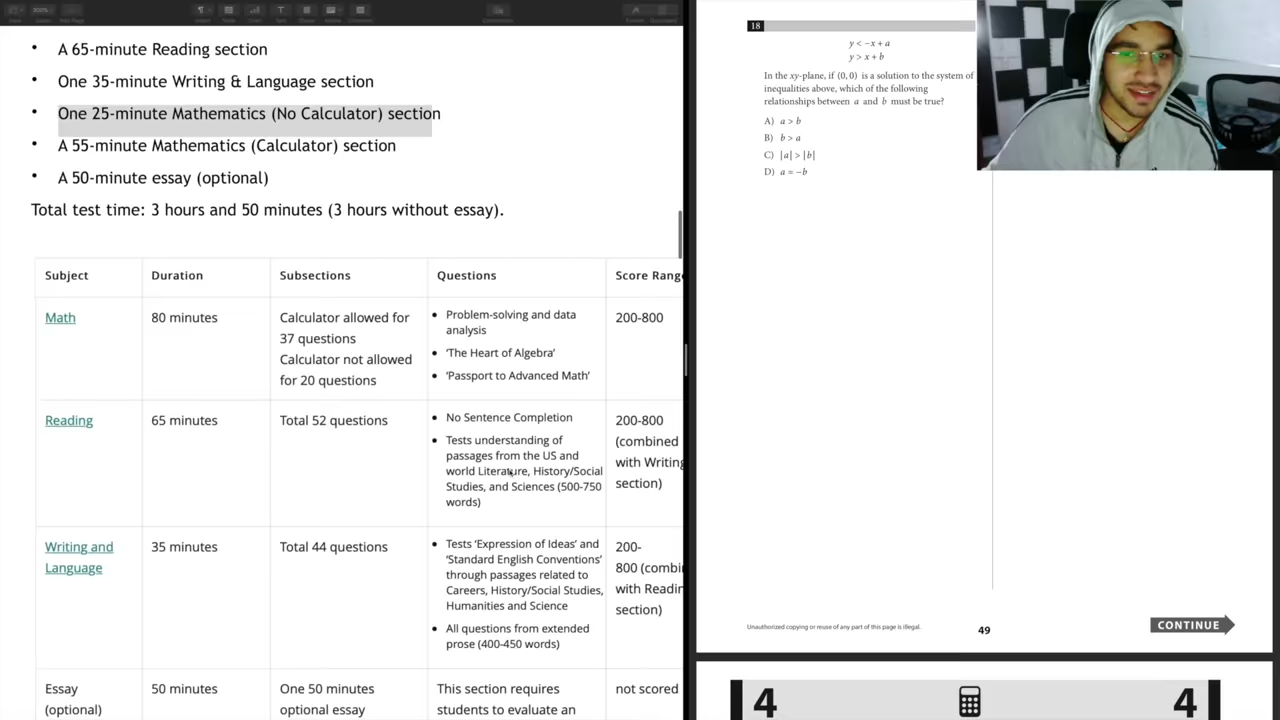 • A 65-minute Reading section
• One 35-minute Writing & Language section
• One 25-minute Mathematics (No Calculator) section
• A 55-minute Mathematics (Calculator) section
• A 50-minute essay (optional)
Total test time: 3 hours and 50 minutes (3 hours without essay).
Subject Duration Subsections Questions Score Rang
Math
80 minutes
Calculator allowed for
37 questions
Calculator not allowed
for 20 questions
• Problem-solving and data
analysis
• ‘The Heart of Algebra’
• ‘Passport to Advanced Math’
200-800
Reading
65 minutes
Total 52 questions
• No Sentence Completion
• Tests understanding of
passages from the US and
world Literature, History/Social
Studies, and Sciences (500-750
words)
200-800
(combined
with Writing
section)
Writing and
Language
35 minutes
Total 44 questions
• Tests ‘Expression of Ideas’ and
‘Standard English Conventions’
through passages related to
Careers, History/Social Studies,
Humanities and Science
• All questions from extended
prose (400-450 words)
200-
800 (combi
with Readin
section)
Essay
(optional)
50 minutes
One 50 minutes
optional essay
This section requires
students to evaluate an
not scored
18
y < −x + a
y > x + b
In the xy-plane, if (0,0) is a solution to the system of
inequalities above, which of the following
relationships between a and b must be true?
A) a > b
B) b > a
C) |a| > |b|
D) a = −b
Unauthorized copying or reuse of any part of this page is illegal.
49
CONTINUE
4 4